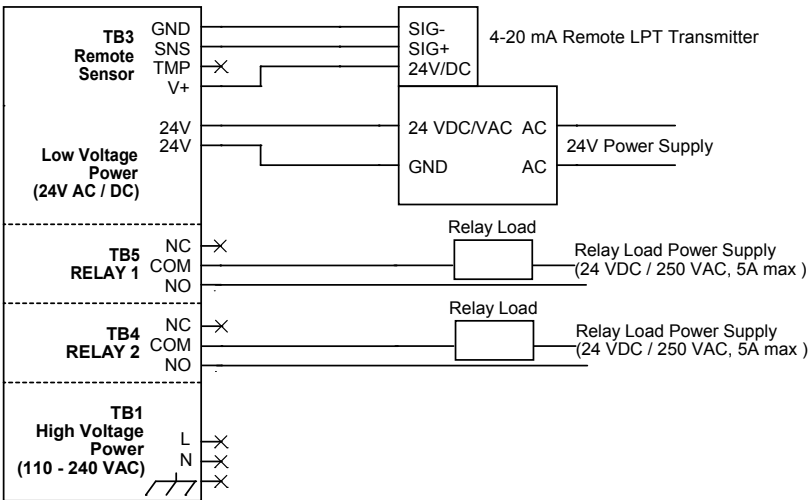 TB3
Remote
Sensor
GND
SNS
TMP
V+
SIG-
SIG+
24V/DC
4-20 mA Remote LPT Transmitter
24V
24V
Low Voltage
Power
(24V AC / DC)
24 VDC/VAC AC
GND AC
24V Power Supply
TB5
RELAY 1
NC
COM
NO
Relay Load
Relay Load Power Supply
(24 VDC / 250 VAC, 5A max )
TB4
RELAY 2
NC
COM
NO
Relay Load
Relay Load Power Supply
(24 VDC / 250 VAC, 5A max )
TB1
High Voltage
Power
(110 - 240 VAC)
L
N